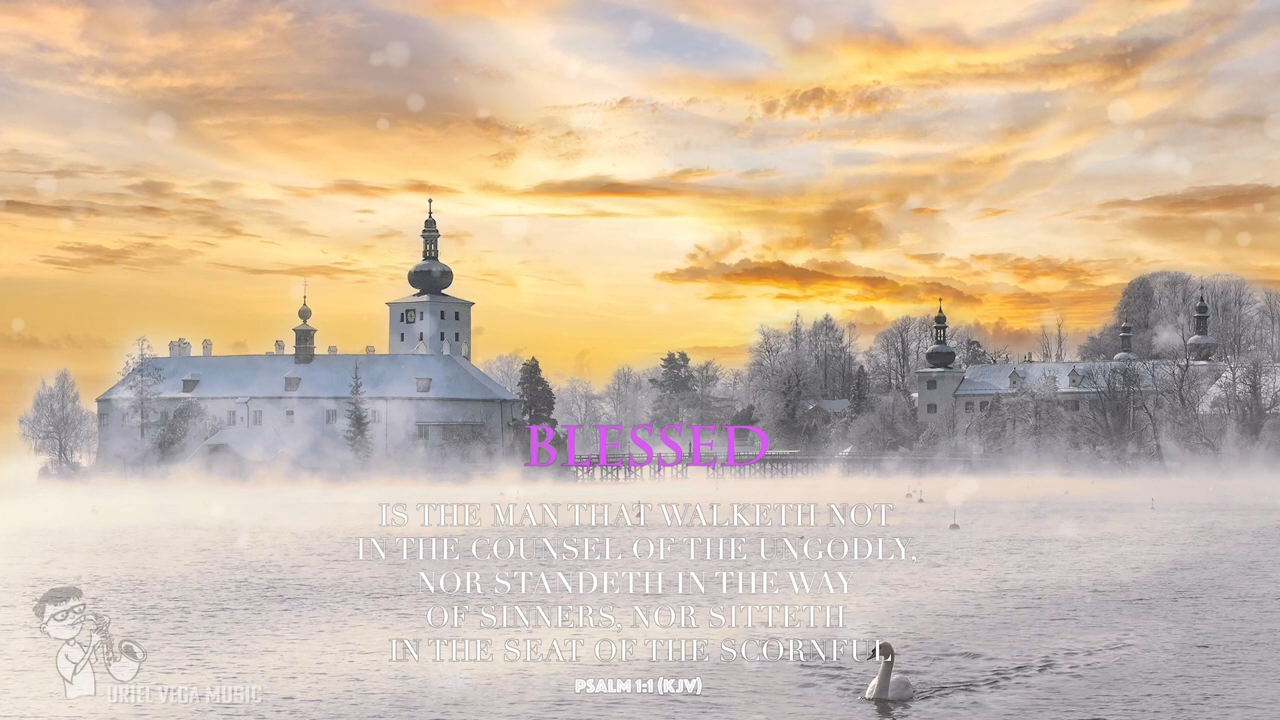 BLESSED
IS THE MAN THAT WALKETH NOT
IN THE COUNSEL OF THE UNGODLY,
NOR STANDETH IN THE WAY
OF SINNERS, NOR SITTETH
IN THE SEAT OF THE SCORNFUL
PSALM 1:1 (KJV)
URIEL VEGA MUSIC